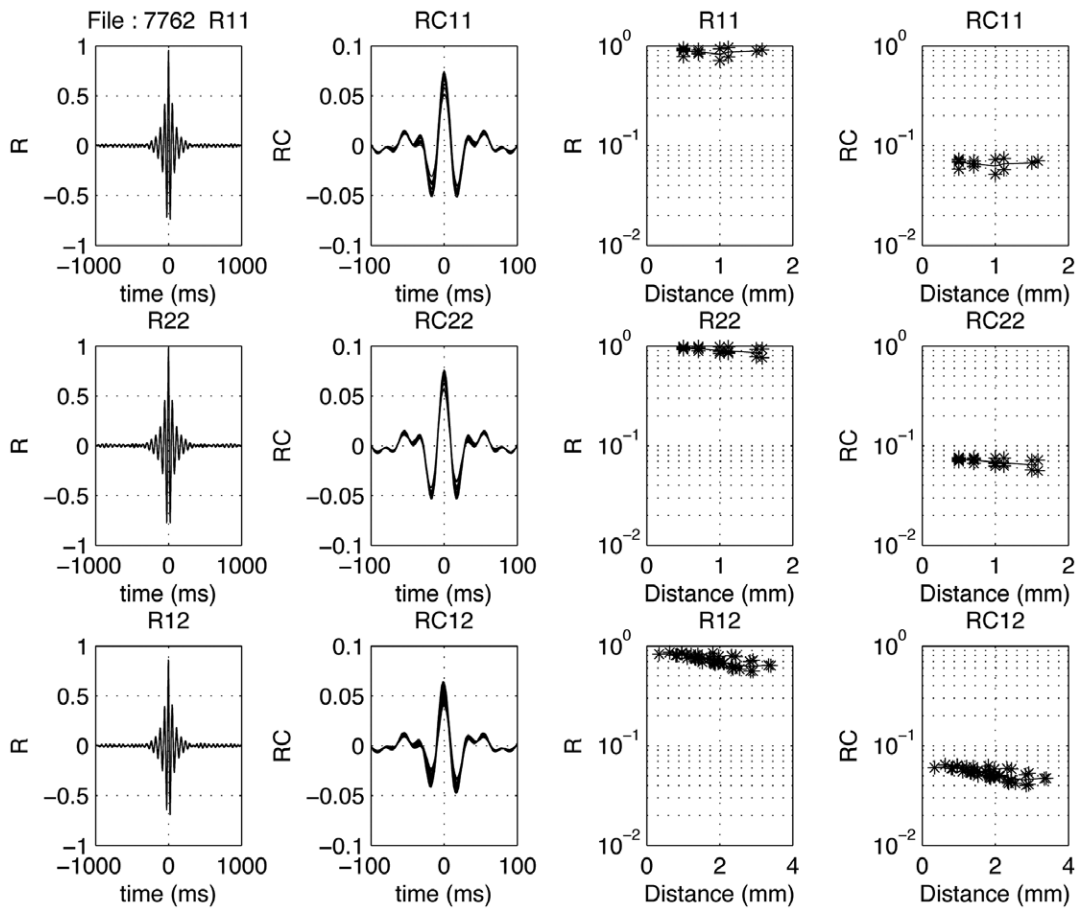 File : 7762 R11
RC11
R11
RC11
1
0.5
0
−0.5
−1
R
−1000
0
1000
time (ms)
0.1
0.05
0
−0.05
−0.1
RC
−100
0
100
time (ms)
10^0
10^−1
10^−2
R
0
1
2
Distance (mm)
10^0
10^−1
10^−2
RC
0
1
2
Distance (mm)
R22
RC22
R22
RC22
1
0.5
0
−0.5
−1
R
−1000
0
1000
time (ms)
0.1
0.05
0
−0.05
−0.1
RC
−100
0
100
time (ms)
10^0
10^−1
10^−2
R
0
1
2
Distance (mm)
10^0
10^−1
10^−2
RC
0
1
2
Distance (mm)
R12
RC12
R12
RC12
1
0.5
0
−0.5
−1
R
−1000
0
1000
time (ms)
0.1
0.05
0
−0.05
−0.1
RC
−100
0
100
time (ms)
10^0
10^−1
10^−2
R
0
2
4
Distance (mm)
10^0
10^−1
10^−2
RC
0
2
4
Distance (mm)